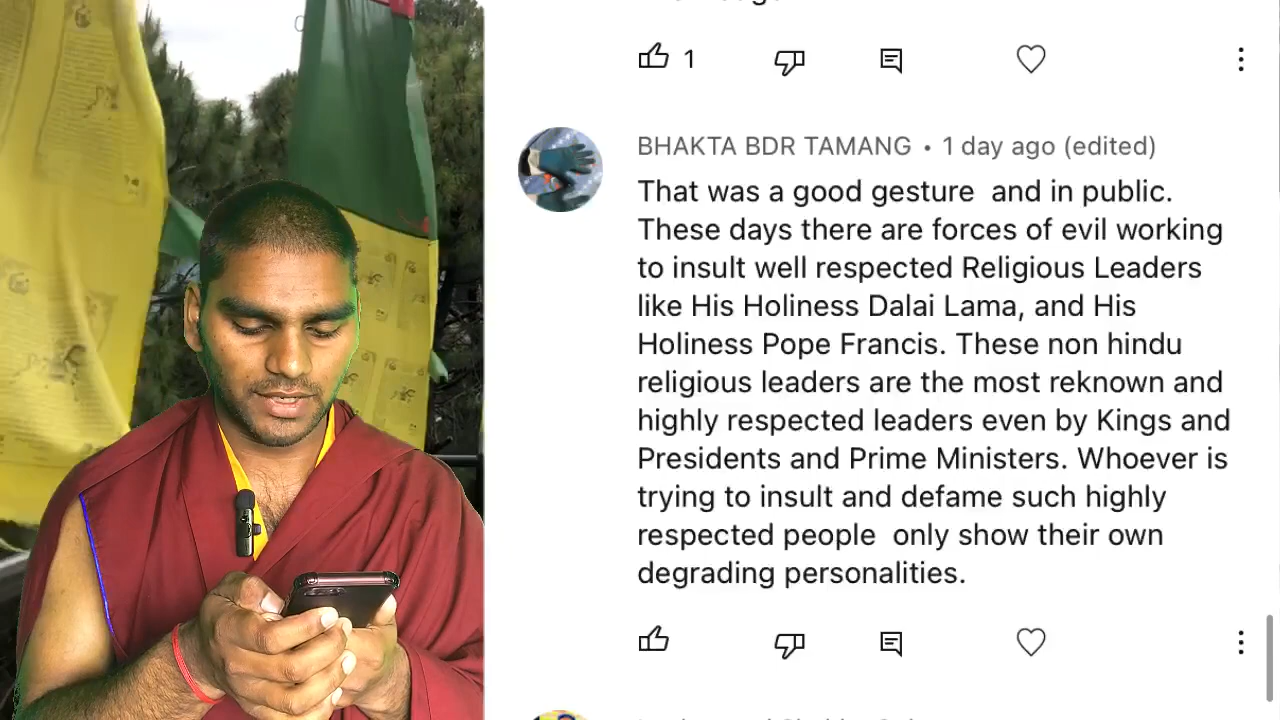 1
BHAKTA BDR TAMANG • 1 day ago (edited)
That was a good gesture  and in public.
These days there are forces of evil working
to insult well respected Religious Leaders
like His Holiness Dalai Lama, and His
Holiness Pope Francis. These non hindu
religious leaders are the most reknown and
highly respected leaders even by Kings and
Presidents and Prime Ministers. Whoever is
trying to insult and defame such highly
respected people  only show their own
degrading personalities.